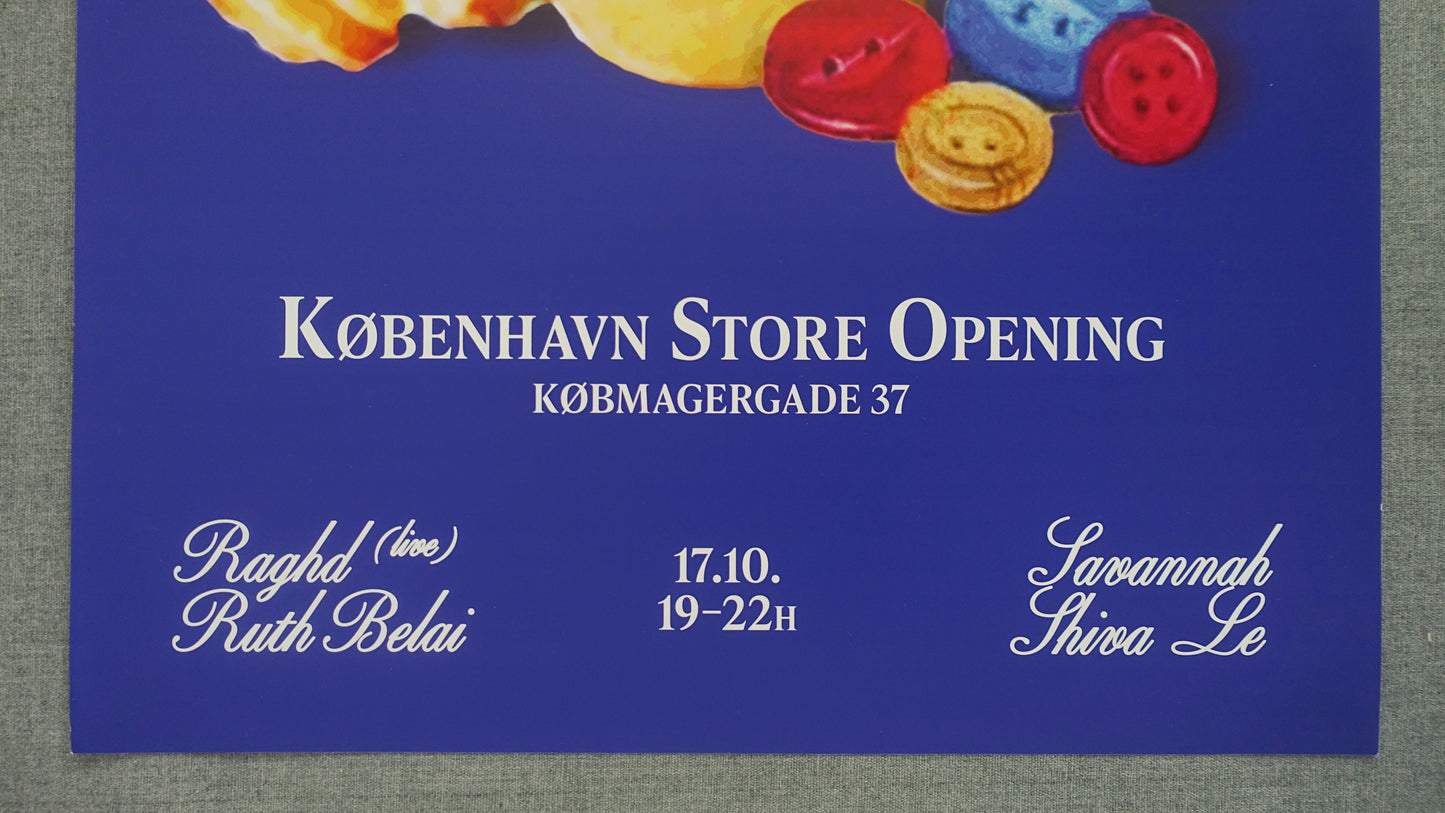 København Store Opening
KØBMAGERGADE 37
Raghd (live)
Ruth Belai
17.10.
19–22H
Savannah
Shiva Le